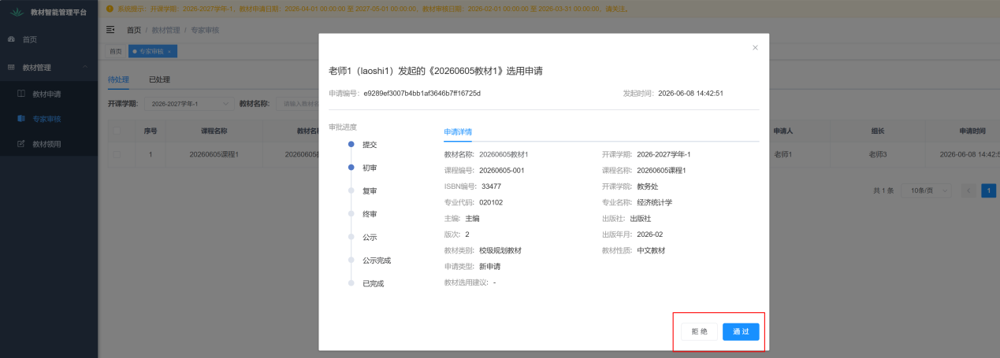 教材智能管理平台
系统提示：开课学期：2026-2027学年-1，教材申请日期：2026-04-01 00:00:00 至 2027-05-01 00:00:00，教材审核日期：2026-02-01 00:00:00 至 2026-03-31 00:00:00，请关注。
首页
首页 / 教材管理 / 专家审核
首页
专家审核 ×
教材管理
教材申请
专家审核
教材领用
待处理
已处理
开课学期：
2026-2027学年-1
教材名称：
请输入教材名
序号
课程名称
教材名
申请人
组长
申请时间
1
20260605课程1
20260605
老师1
老师3
2026-06-08 14:42:5
共 1 条
10条/页
1
老师1（laoshi1）发起的《20260605教材1》选用申请
申请编号：e9289ef3007b4bb1af3646b7ff16725d
发起时间：2026-06-08 14:42:51
审批进度
提交
初审
复审
终审
公示
公示完成
已完成
申请详情
教材名称：20260605教材1
开课学期：2026-2027学年-1
课程编号：20260605-001
课程名称：20260605课程1
ISBN编号：33477
开课学院：教务处
专业代码：020102
专业名称：经济统计学
主编：主编
出版社：出版社
版次：2
出版年月：2026-02
教材类别：校级规划教材
教材性质：中文教材
申请类型：新申请
教材选用建议：-
拒 绝
通 过